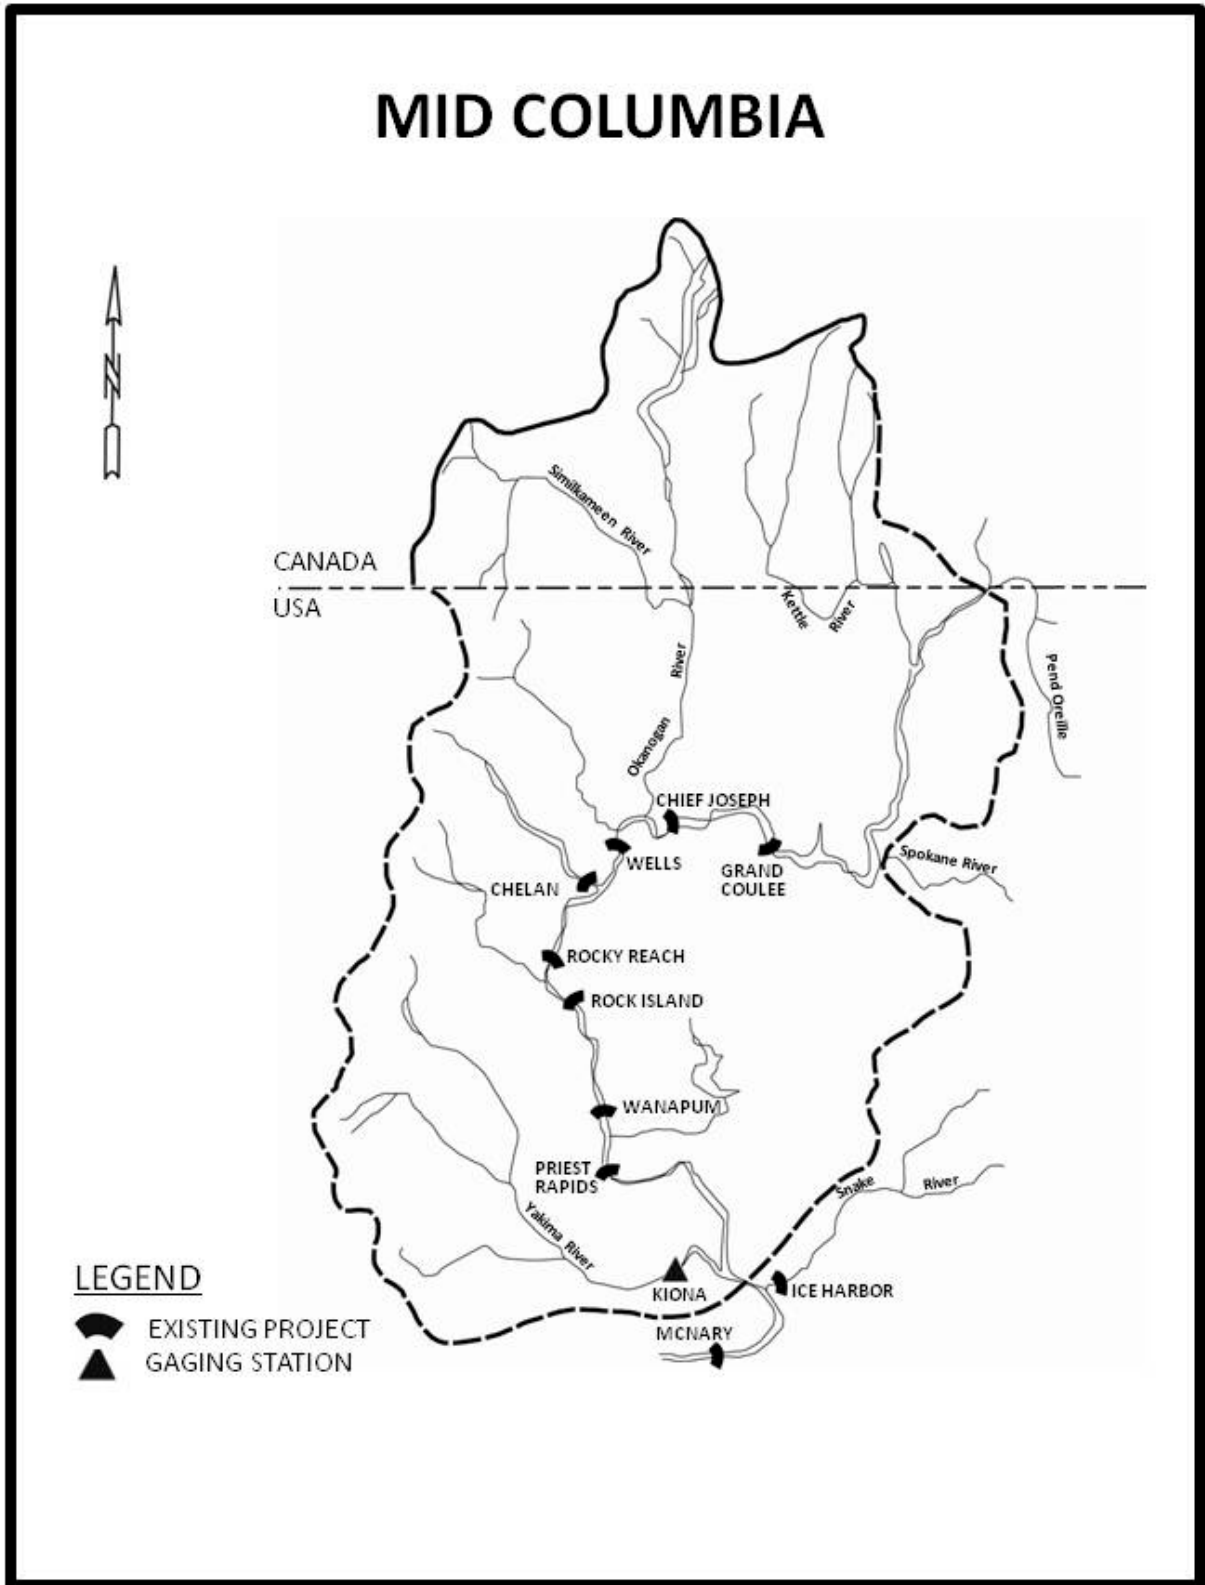 MID COLUMBIA
N
Similkameen River
CANADA
USA
Kettle River
River
Okanogan
Pend Oreille
CHIEF JOSEPH
WELLS
GRAND
COULEE
Spokane River
CHELAN
ROCKY REACH
ROCK ISLAND
WANAPUM
PRIEST
RAPIDS
Snake River
Yakima River
KIONA
ICE HARBOR
MCNARY
LEGEND
EXISTING PROJECT
GAGING STATION